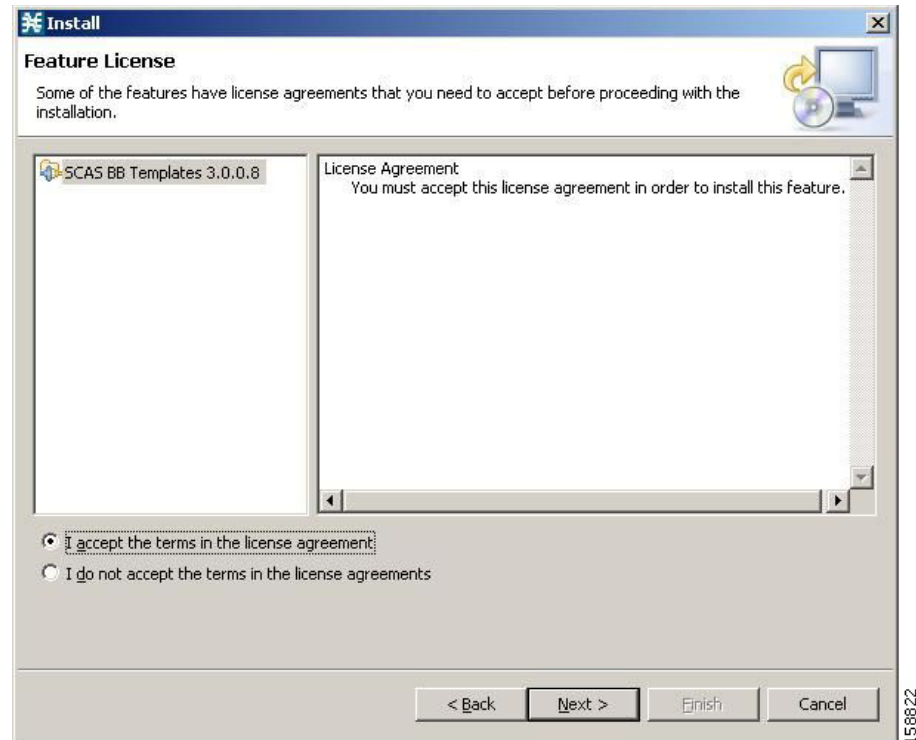 Install
Feature License
Some of the features have license agreements that you need to accept before proceeding with the
installation.
SCAS BB Templates 3.0.0.8
License Agreement
You must accept this license agreement in order to install this feature.
I accept the terms in the license agreement
I do not accept the terms in the license agreements
< Back
Next >
Finish
Cancel
158822